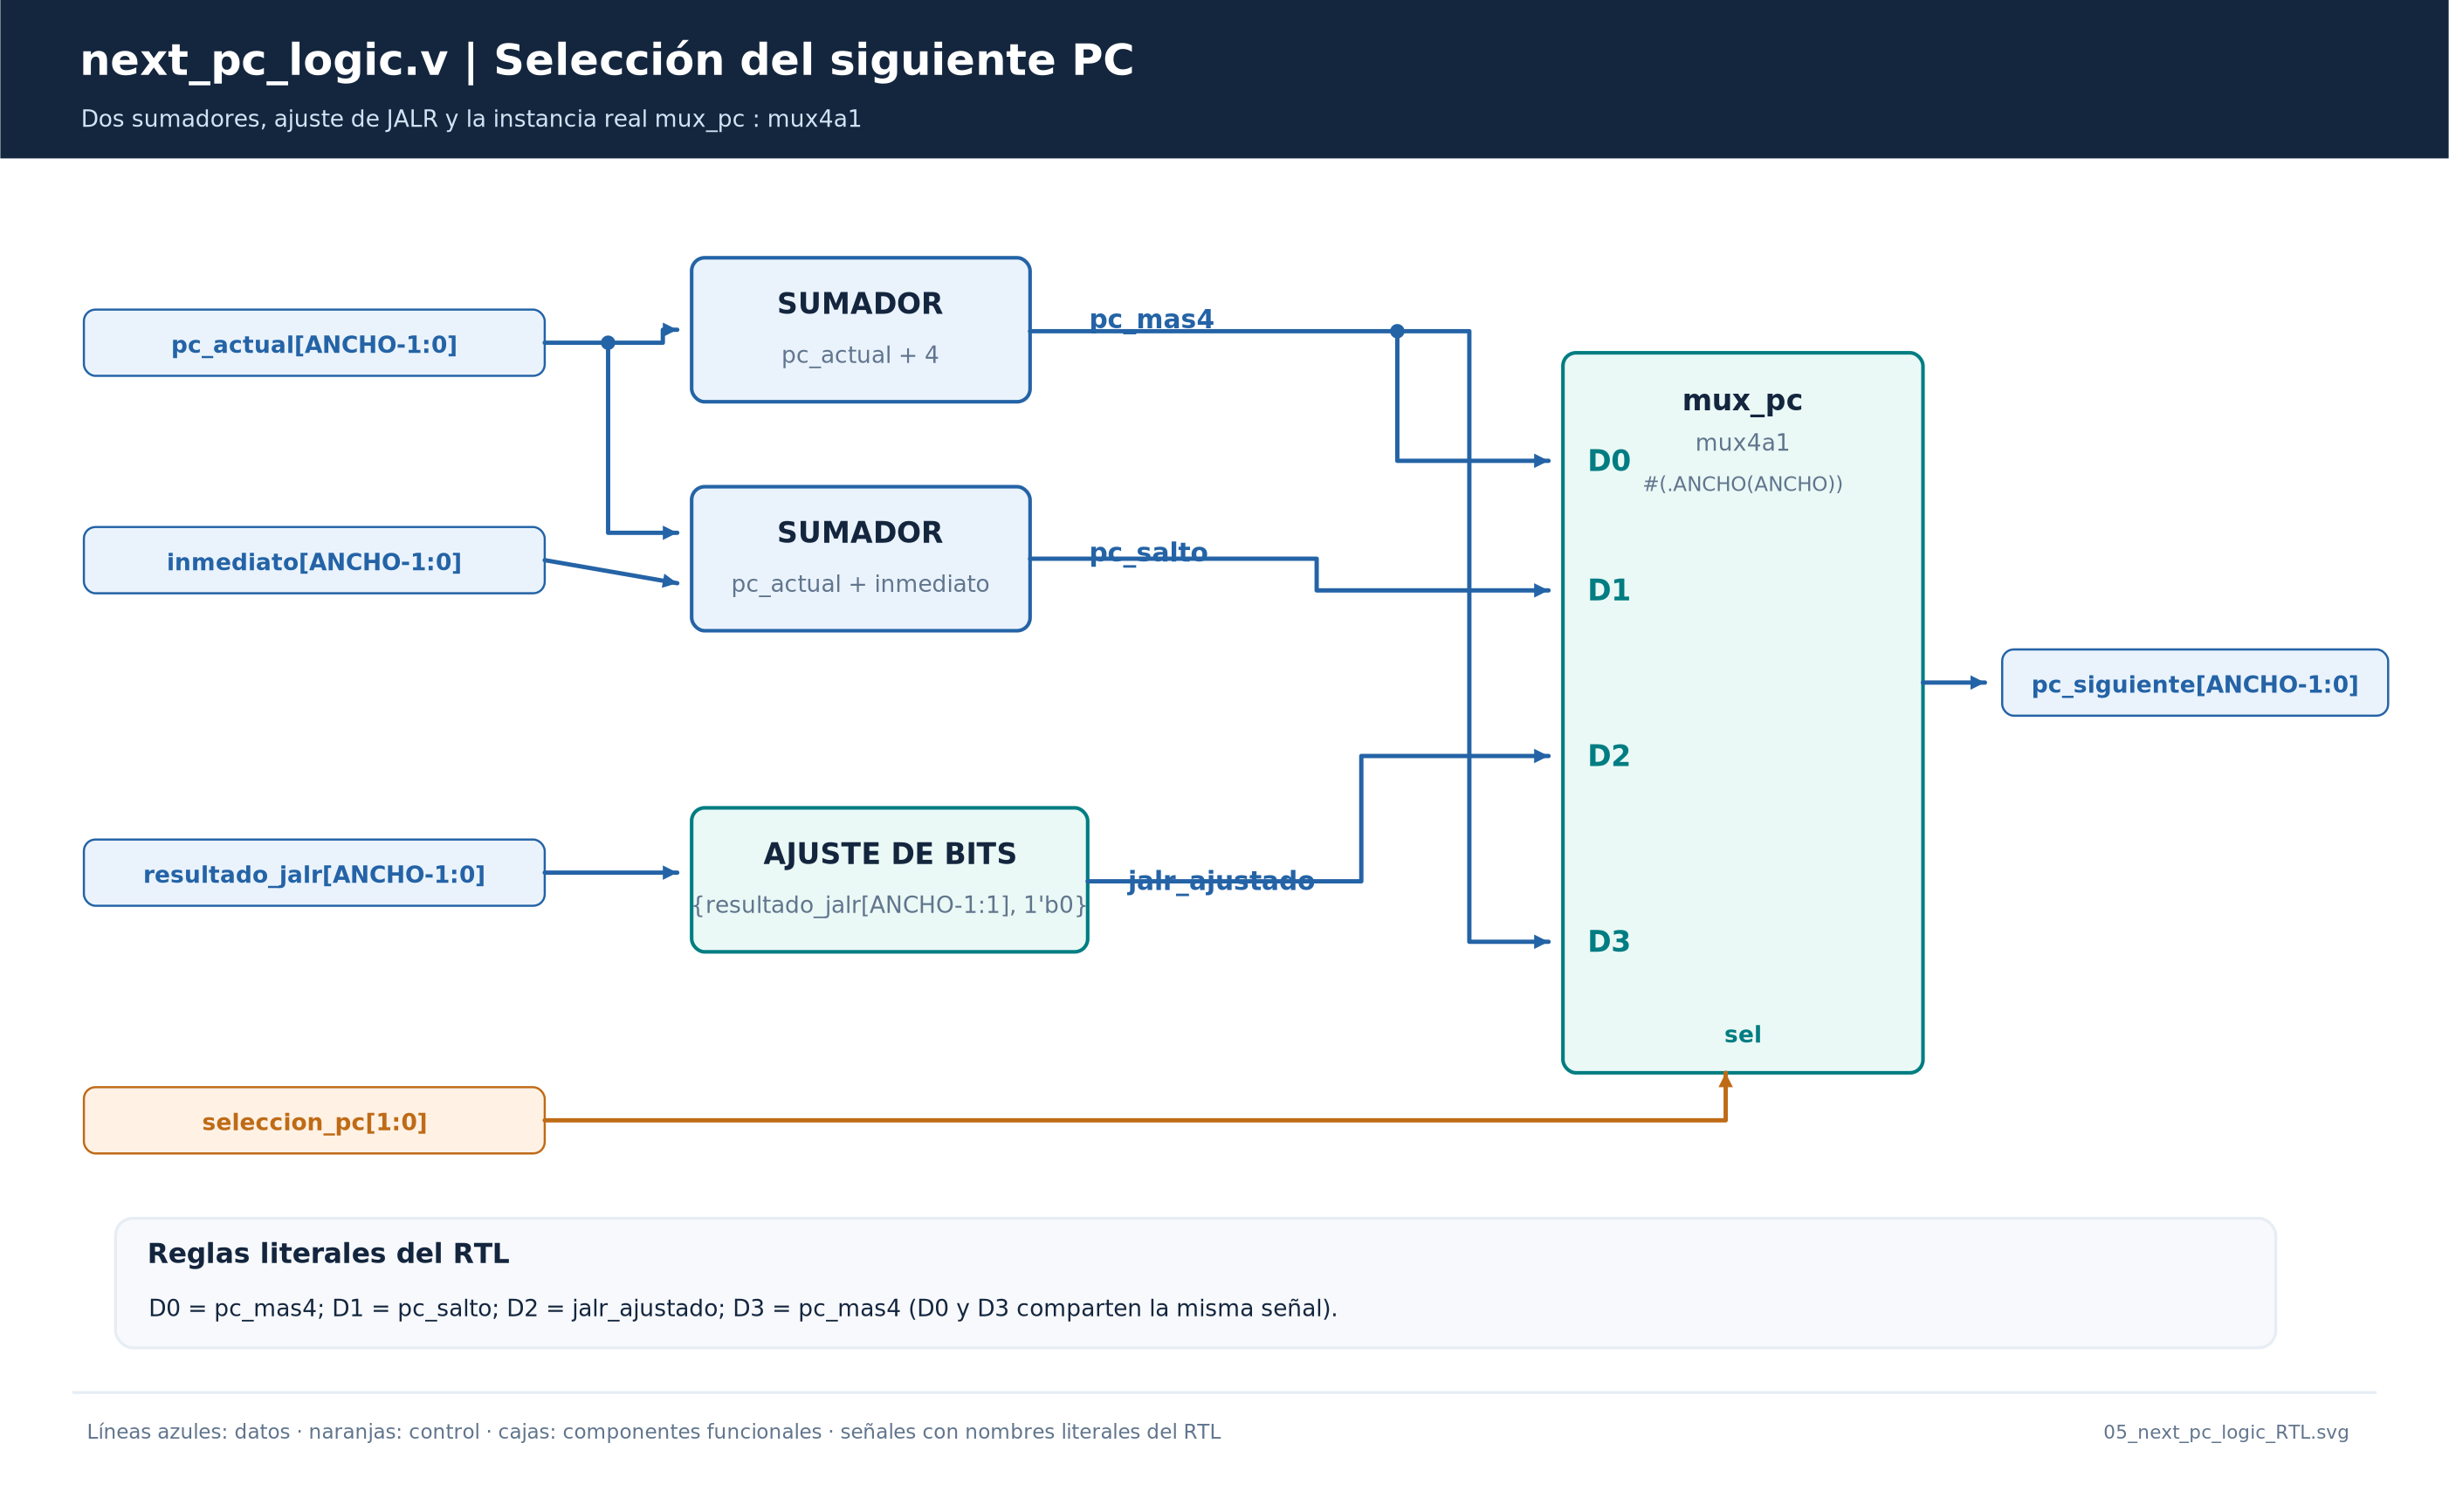 next_pc_logic.v | Selección del siguiente PC
Dos sumadores, ajuste de JALR y la instancia real mux_pc : mux4a1
pc_actual[ANCHO-1:0]
SUMADOR
pc_actual + 4
pc_mas4
mux_pc
mux4a1
#(.ANCHO(ANCHO))
D0
inmediato[ANCHO-1:0]
SUMADOR
pc_actual + inmediato
pc_salto
D1
pc_siguiente[ANCHO-1:0]
D2
resultado_jalr[ANCHO-1:0]
AJUSTE DE BITS
{resultado_jalr[ANCHO-1:1], 1'b0}
jalr_ajustado
D3
sel
seleccion_pc[1:0]
Reglas literales del RTL
D0 = pc_mas4; D1 = pc_salto; D2 = jalr_ajustado; D3 = pc_mas4 (D0 y D3 comparten la misma señal).
Líneas azules: datos · naranjas: control · cajas: componentes funcionales · señales con nombres literales del RTL
05_next_pc_logic_RTL.svg